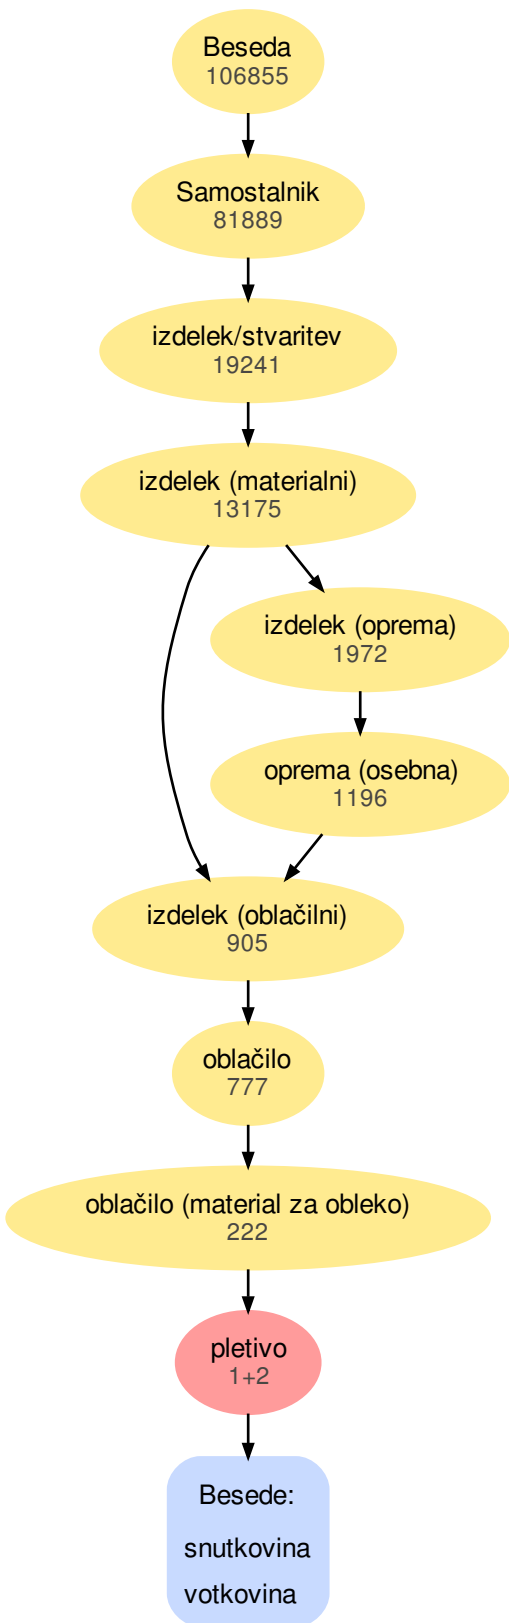 Beseda
106855
Samostalnik
81889
izdelek/stvaritev
19241
izdelek (materialni)
13175
izdelek (oprema)
1972
oprema (osebna)
1196
izdelek (oblačilni)
905
oblačilo
777
oblačilo (material za obleko)
222
pletivo
1+2
Besede:
snutkovina
votkovina